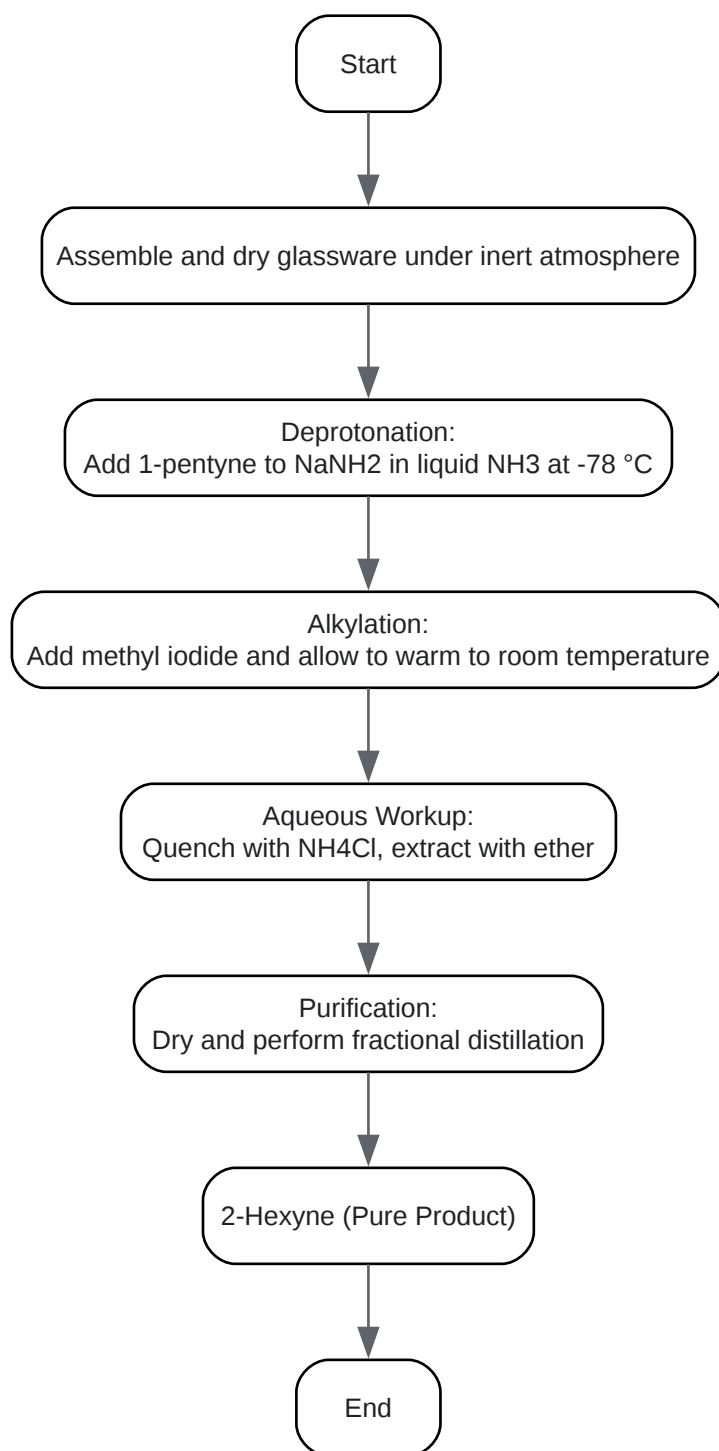 Start
Assemble and dry glassware under inert atmosphere
Deprotonation:
Add 1-pentyne to NaNH2 in liquid NH3 at -78 °C
Alkylation:
Add methyl iodide and allow to warm to room temperature
Aqueous Workup:
Quench with NH4Cl, extract with ether
Purification:
Dry and perform fractional distillation
2-Hexyne (Pure Product)
End